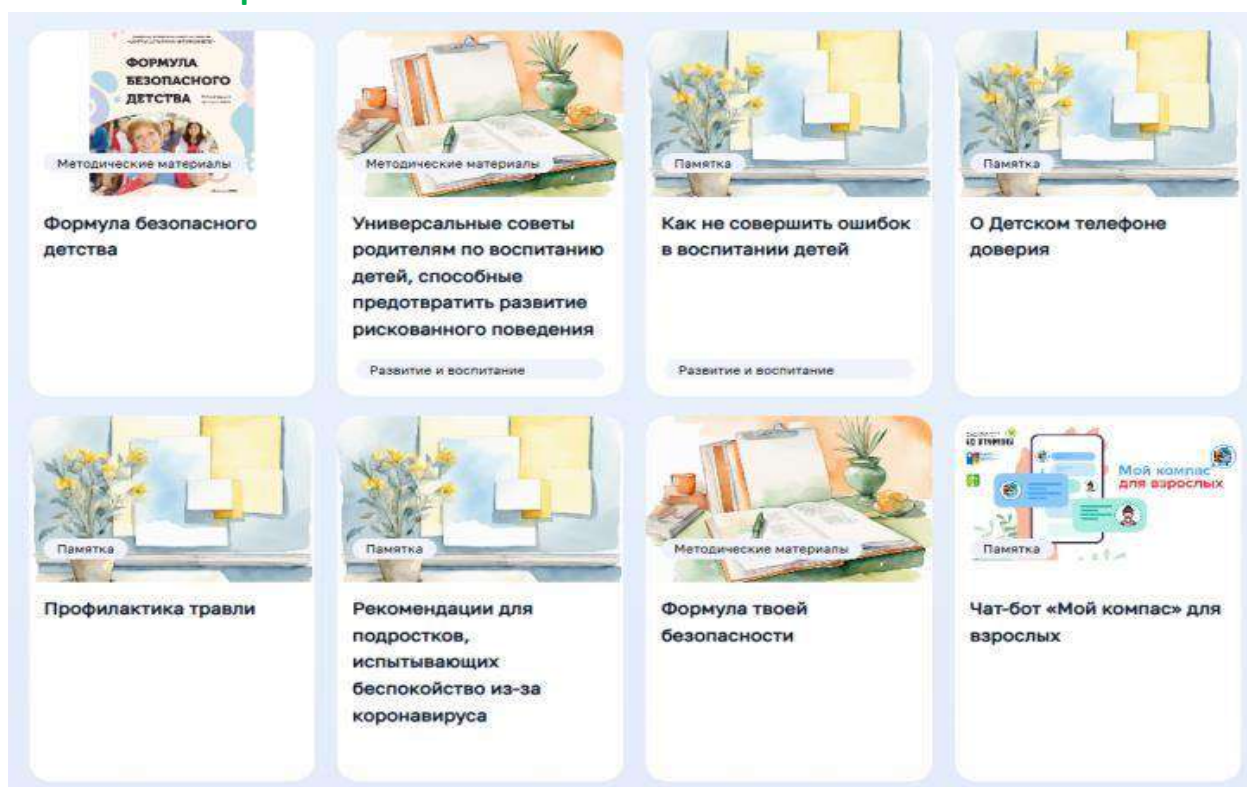 ФОРМУЛА
БЕЗОПАСНОГО
ДЕТСТВА
Методические материалы
Формула безопасного
детства
Методические материалы
Универсальные советы
родителям по воспитанию
детей, способные
предотвратить развитие
рискованного поведения
Развитие и воспитание
Памятка
Как не совершить ошибок
в воспитании детей
Развитие и воспитание
Памятка
О Детском телефоне
доверия
Памятка
Профилактика травли
Памятка
Рекомендации для
подростков,
испытывающих
беспокойство из-за
коронавируса
Методические материалы
Формула твоей
безопасности
Мой компас
для взрослых
Памятка
Чат-бот «Мой компас» для
взрослых